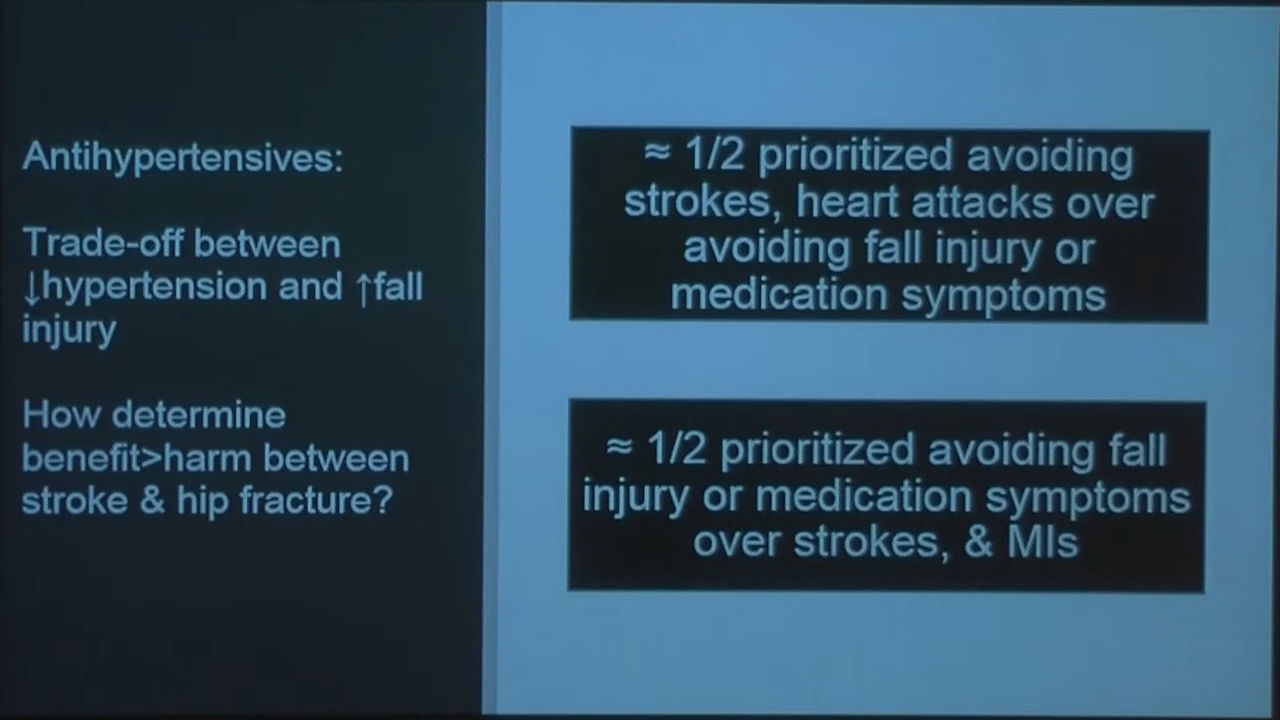 Antihypertensives:
Trade-off between
↓hypertension and ↑fall
injury
How determine
benefit>harm between
stroke & hip fracture?
≈ 1/2 prioritized avoiding
strokes, heart attacks over
avoiding fall injury or
medication symptoms
≈ 1/2 prioritized avoiding fall
injury or medication symptoms
over strokes, & MIs